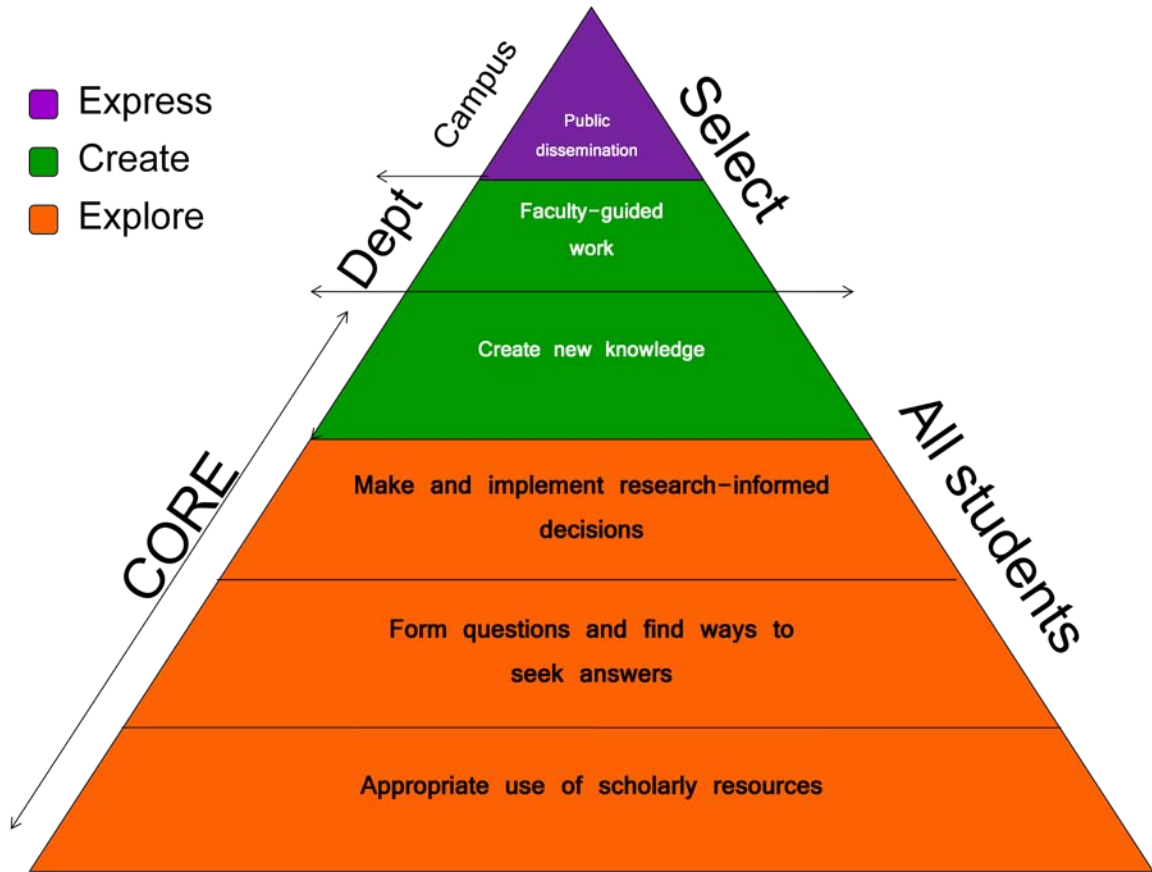 Express
Create
Explore
Campus
Dept
CORE
Select
All students
Public
dissemination
Faculty-guided
work
Create new knowledge
Make and implement research-informed
decisions
Form questions and find ways to
seek answers
Appropriate use of scholarly resources